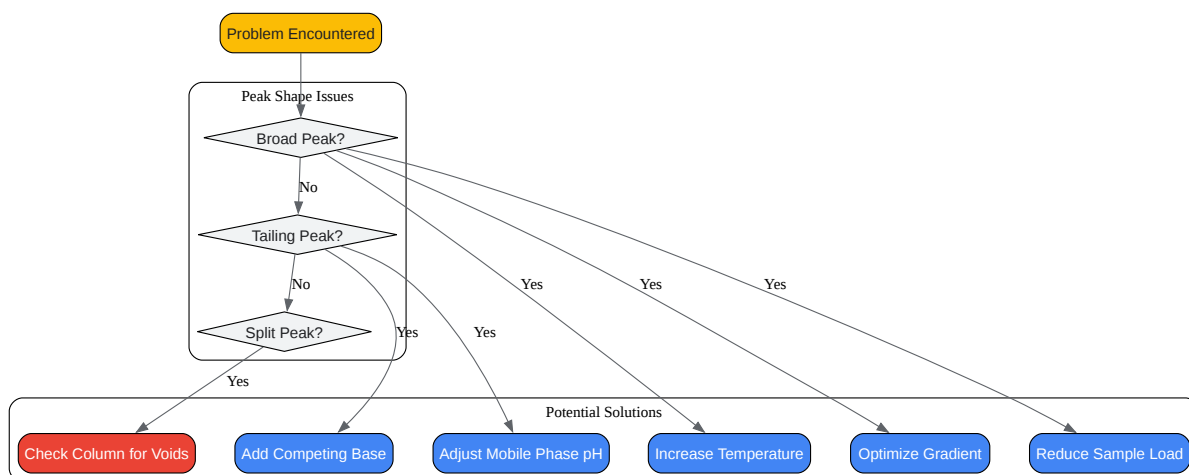 Problem Encountered
Peak Shape Issues
Broad Peak?
No
Tailing Peak?
Yes
Yes
Yes
No
Split Peak?
Yes
Yes
Yes
Potential Solutions
Check Column for Voids
Add Competing Base
Adjust Mobile Phase pH
Increase Temperature
Optimize Gradient
Reduce Sample Load